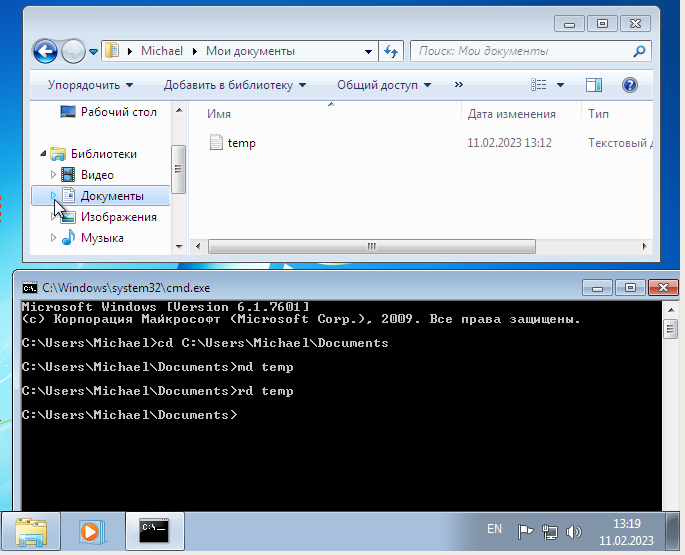 Michael ▸ Мои документы
Поиск: Мои документы
Упорядочить
Добавить в библиотеку
Общий доступ
»
Рабочий стол
Библиотеки
Видео
Документы
Изображения
Музыка
Имя
Дата изменения
Тип
temp
11.02.2023 13:12
Текстовый д
C:\Windows\system32\cmd.exe
Microsoft Windows [Version 6.1.7601]
(c) Корпорация Майкрософт (Microsoft Corp.), 2009. Все права защищены.
C:\Users\Michael>cd C:\Users\Michael\Documents
C:\Users\Michael\Documents>md temp
C:\Users\Michael\Documents>rd temp
C:\Users\Michael\Documents>
EN
13:19
11.02.2023